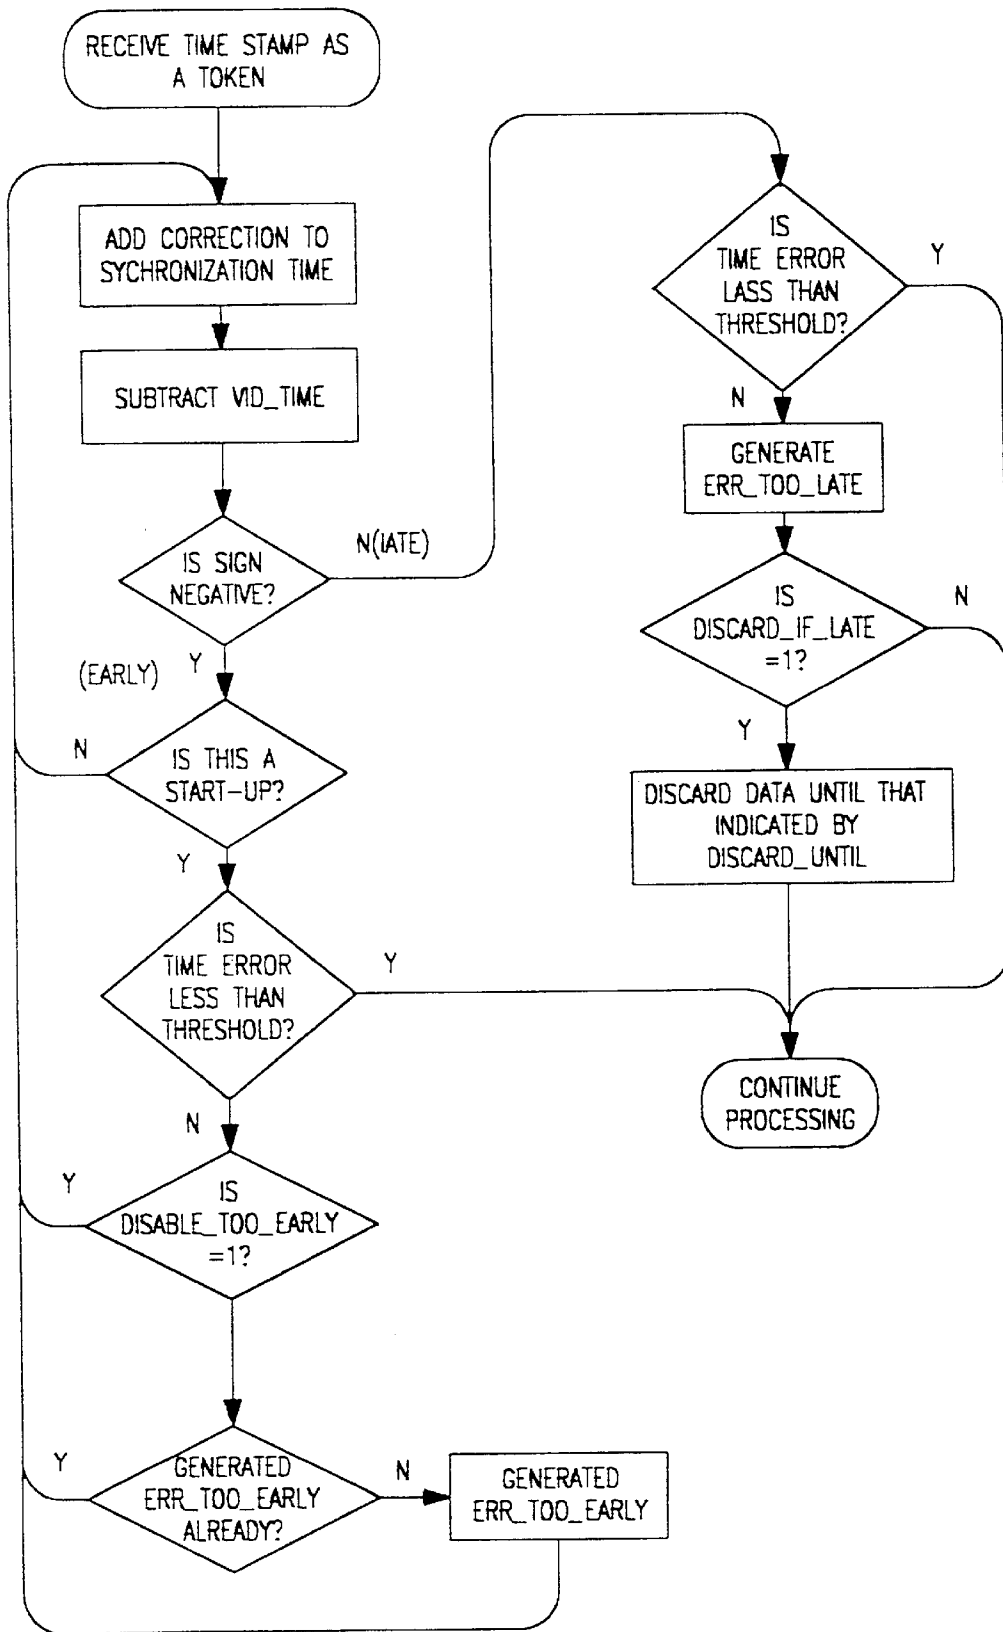 RECEIVE TIME STAMP AS
A TOKEN
ADD CORRECTION TO
SYCHRONIZATION TIME
SUBTRACT VID_TIME
IS SIGN
NEGATIVE?
N(IATE)
Y
(EARLY)
IS THIS A
START-UP?
N
Y
IS
TIME ERROR
LESS THAN
THRESHOLD?
Y
N
IS
DISABLE_TOO_EARLY
=1?
Y
GENERATED
ERR_TOO_EARLY
ALREADY?
Y
N
GENERATED
ERR_TOO_EARLY
IS
TIME ERROR
LASS THAN
THRESHOLD?
Y
N
GENERATE
ERR_TOO_LATE
IS
DISCARD_IF_LATE
=1?
N
Y
DISCARD DATA UNTIL THAT
INDICATED BY
DISCARD_UNTIL
CONTINUE
PROCESSING